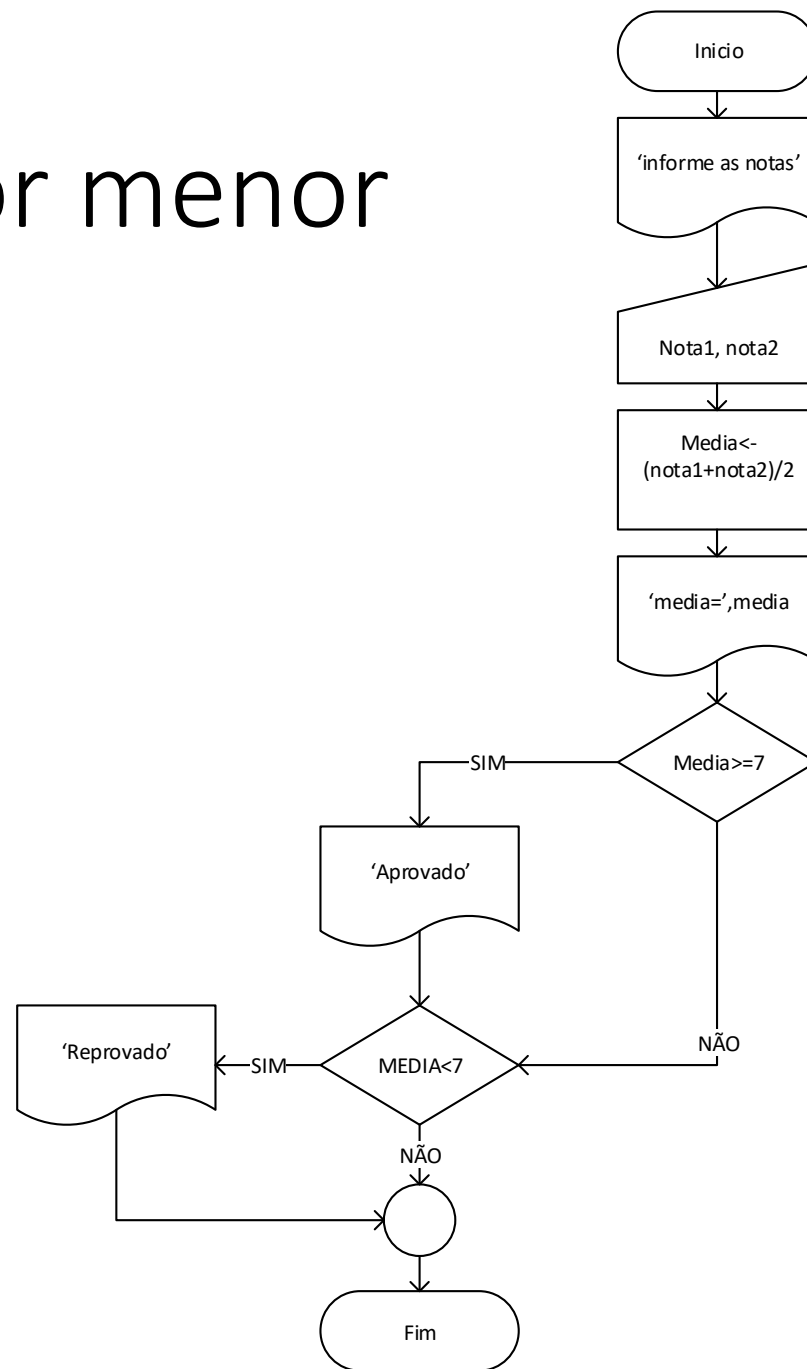 Inicio
or menor
‘informe as notas’
Nota1, nota2
Media<-
(nota1+nota2)/2
‘media=’,media
Media>=7
SIM
‘Aprovado’
NÃO
‘Reprovado’
SIM
MEDIA<7
NÃO
Fim